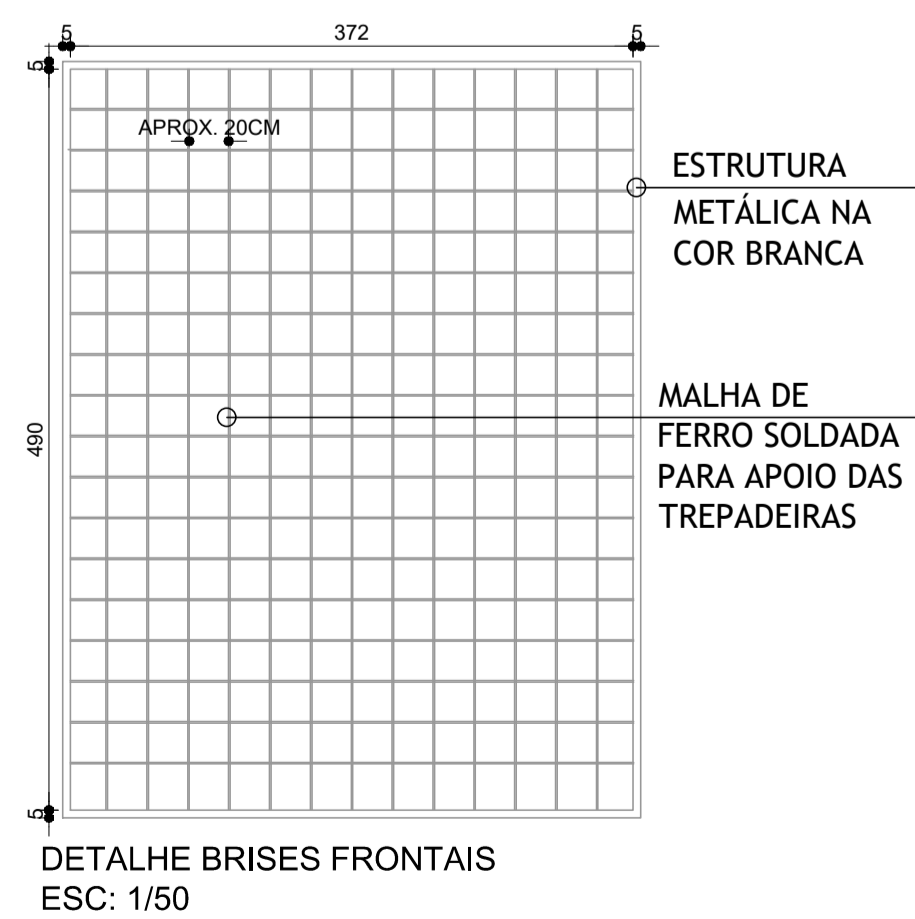 5 372 5
5
APROX. 20CM
ESTRUTURA
METÁLICA NA
COR BRANCA
MALHA DE
FERRO SOLDADA
PARA APOIO DAS
TREPADEIRAS
490
5
DETALHE BRISES FRONTAIS
ESC: 1/50